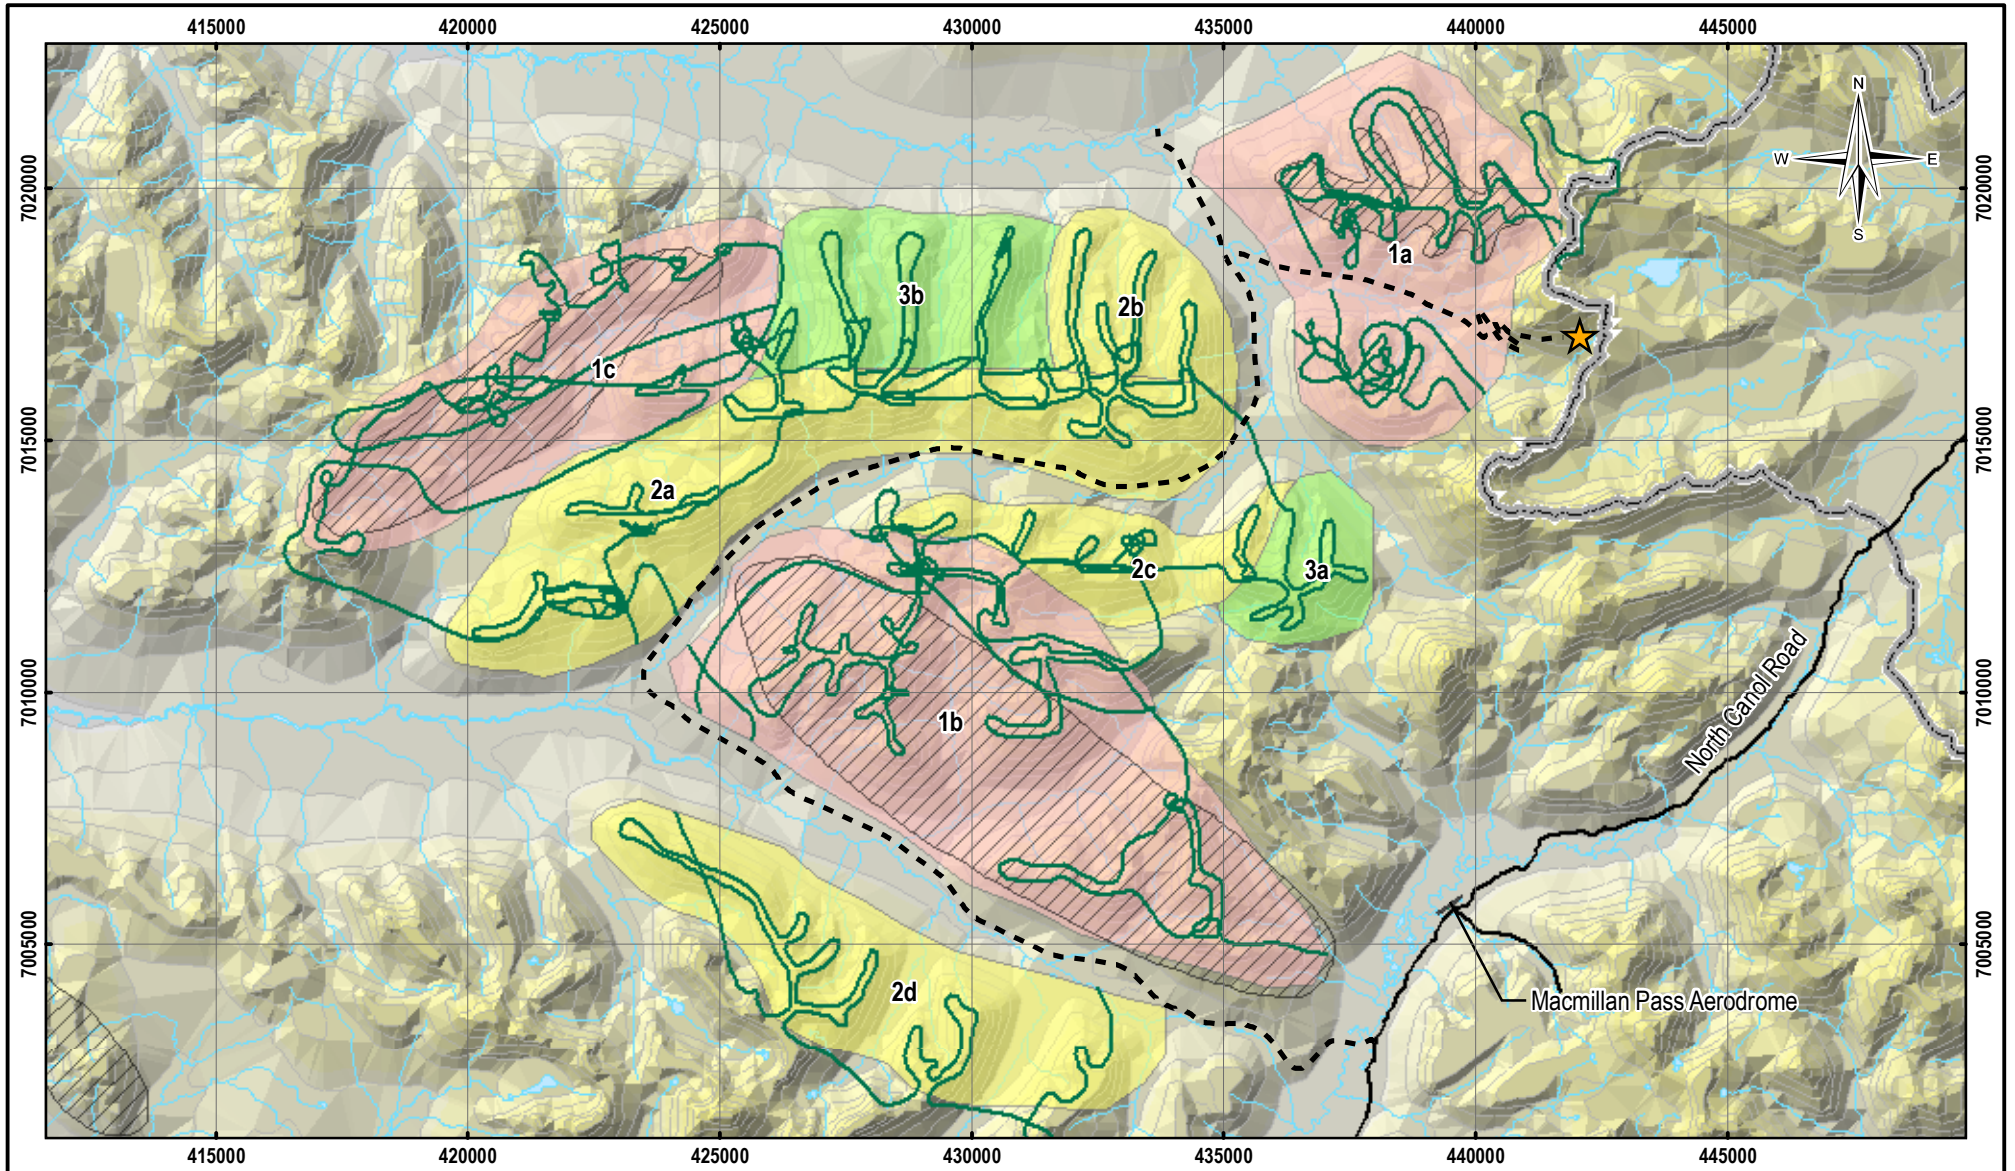 415000 420000 425000 430000 435000 440000 445000
N
W E
S
7020000 7020000
1a
3b
2b
1c
7015000 7015000
2a
2c
3a
7010000 7010000
1b
North Canol Road
7005000 7005000
2d
Macmillan Pass Aerodrome
415000 420000 425000 430000 435000 440000 445000